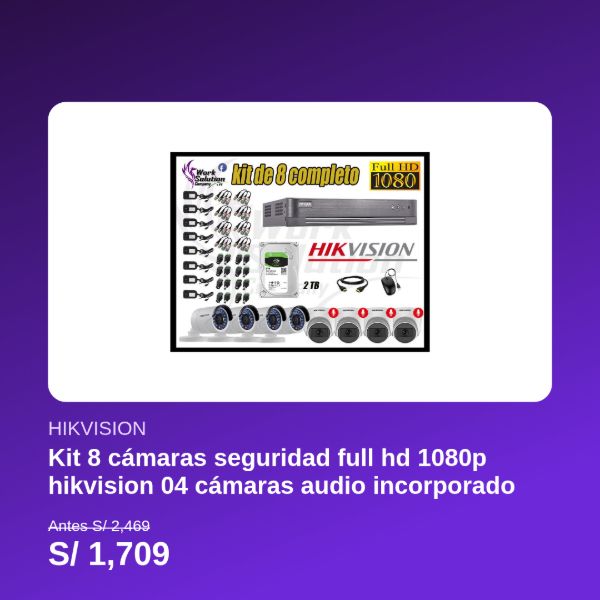 Work
Solution
Company
kit de 8 completo
Full HD
1080
HIKVISION
2 TB
HIKVISION
Kit 8 cámaras seguridad full hd 1080p
hikvision 04 cámaras audio incorporado
Antes S/ 2,469
S/ 1,709